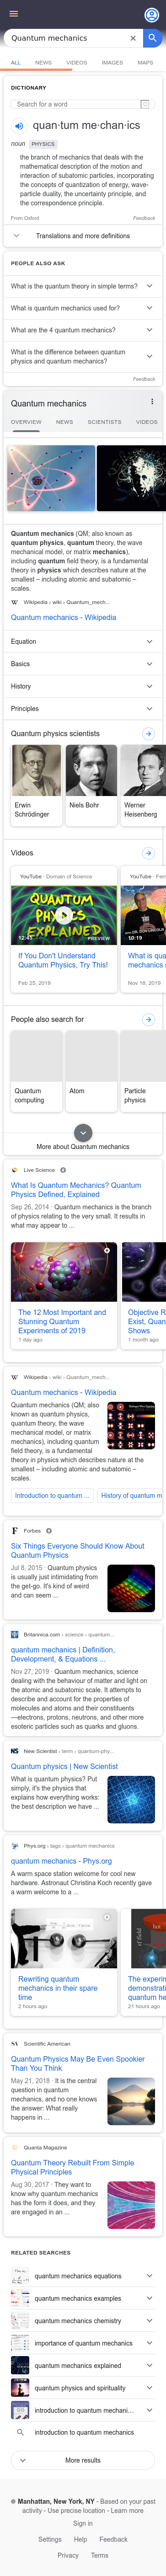 Quantum mechanics
ALL NEWS VIDEOS IMAGES MAPS
DICTIONARY
Search for a word
quan·tum me·chan·ics
noun PHYSICS
the branch of mechanics that deals with the
mathematical description of the motion and
interaction of subatomic particles, incorporating
the concepts of quantization of energy, wave-
particle duality, the uncertainty principle, and
the correspondence principle.
From Oxford Feedback
Translations and more definitions
PEOPLE ALSO ASK
What is the quantum theory in simple terms?
What is quantum mechanics used for?
What are the 4 quantum mechanics?
What is the difference between quantum
physics and quantum mechanics?
Feedback
Quantum mechanics
OVERVIEW NEWS SCIENTISTS VIDEOS
Quantum mechanics (QM; also known as
quantum physics, quantum theory, the wave
mechanical model, or matrix mechanics),
including quantum field theory, is a fundamental
theory in physics which describes nature at the
smallest – including atomic and subatomic –
scales.
Wikipedia › wiki › Quantum_mech...
Quantum mechanics - Wikipedia
Equation
Basics
History
Principles
Quantum physics scientists
Erwin
Schrödinger
Niels Bohr
Werner
Heisenberg
Videos
YouTube · Domain of Science
QUANTUM
PHYSICS
EXPLAINED
12:45 PREVIEW
If You Don't Understand
Quantum Physics, Try This!
Feb 25, 2019
YouTube
10:19
What is qua
mechanics
Nov 18, 2019
People also search for
Quantum
computing
Atom
Particle
physics
More about Quantum mechanics
Live Science
What Is Quantum Mechanics? Quantum
Physics Defined, Explained
Sep 26, 2014 · Quantum mechanics is the branch
of physics relating to the very small. It results in
what may appear to ...
The 12 Most Important and
Stunning Quantum
Experiments of 2019
1 day ago
Objective R
Exist, Quan
Shows
1 month ago
Wikipedia › wiki › Quantum_mech...
Quantum mechanics - Wikipedia
Quantum mechanics (QM; also
known as quantum physics,
quantum theory, the wave
mechanical model, or matrix
mechanics), including quantum
field theory, is a fundamental
theory in physics which describes nature at the
smallest – including atomic and subatomic –
scales.
Introduction to quantum ... History of quantum m
Forbes
Six Things Everyone Should Know About
Quantum Physics
Jul 8, 2015 · Quantum physics
is usually just intimidating from
the get-go. It's kind of weird
and can seem ...
Britannica.com › science › quantum...
quantum mechanics | Definition,
Development, & Equations ...
Nov 27, 2019 · Quantum mechanics, science
dealing with the behaviour of matter and light on
the atomic and subatomic scale. It attempts to
describe and account for the properties of
molecules and atoms and their constituents
—electrons, protons, neutrons, and other more
esoteric particles such as quarks and gluons.
New Scientist › term › quantum-phy...
Quantum physics | New Scientist
What is quantum physics? Put
simply, it's the physics that
explains how everything works:
the best description we have ...
Phys.org › tags › quantum mechanics
quantum mechanics - Phys.org
A warm space station welcome for cool new
hardware. Astronaut Christina Koch recently gave
a warm welcome to a ...
Rewriting quantum
mechanics in their spare
time
2 hours ago
hot
The experim
demonstrati
quantum he
21 hours ago
Scientific American
Quantum Physics May Be Even Spookier
Than You Think
May 21, 2018 · It is the central
question in quantum
mechanics, and no one knows
the answer: What really
happens in ...
Quanta Magazine
Quantum Theory Rebuilt From Simple
Physical Principles
Aug 30, 2017 · They want to
know why quantum mechanics
has the form it does, and they
are engaged in an ...
RELATED SEARCHES
quantum mechanics equations
quantum mechanics examples
quantum mechanics chemistry
importance of quantum mechanics
quantum mechanics explained
quantum physics and spirituality
introduction to quantum mechani...
introduction to quantum mechanics
More results
Manhattan, New York, NY - Based on your past
activity - Use precise location - Learn more
Sign in
Settings Help Feedback
Privacy Terms